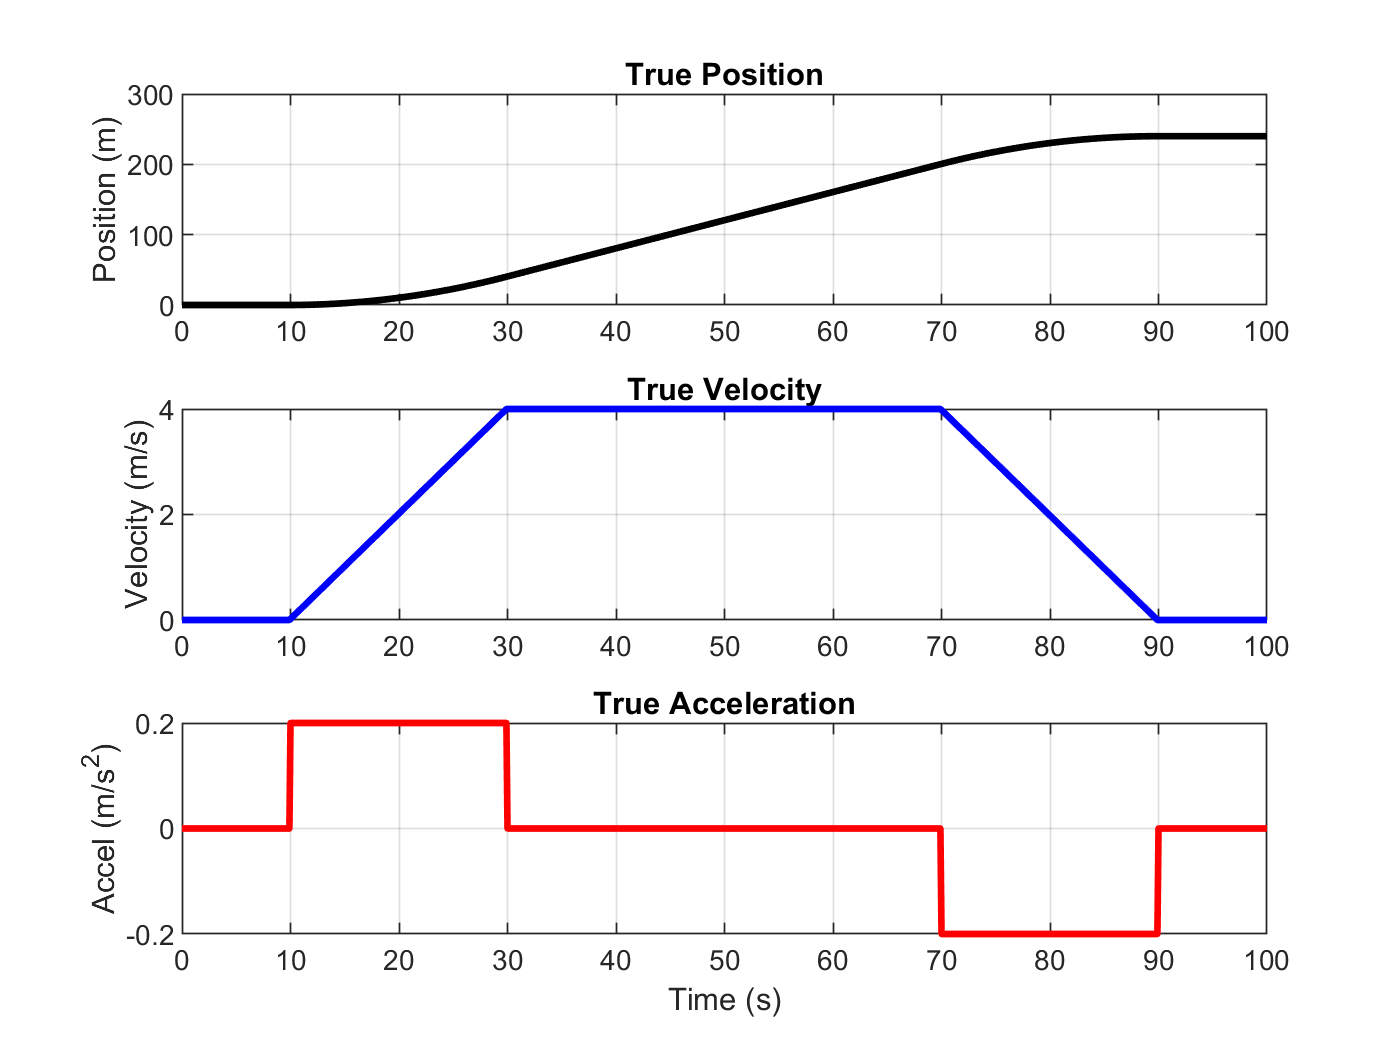 True Position
Position (m)
300
200
100
0
0 10 20 30 40 50 60 70 80 90 100
True Velocity
Velocity (m/s)
4
2
0
0 10 20 30 40 50 60 70 80 90 100
True Acceleration
Accel (m/s²)
0.2
0
-0.2
0 10 20 30 40 50 60 70 80 90 100
Time (s)